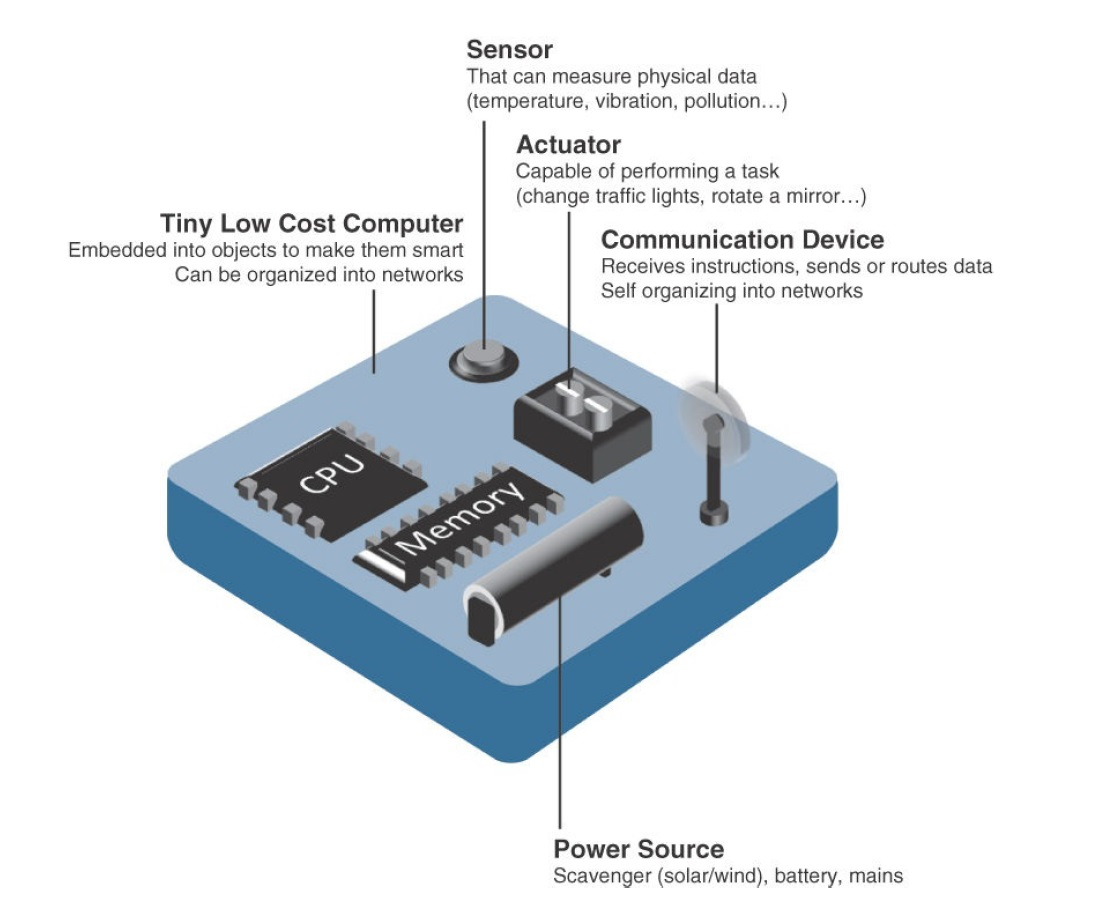 Sensor
That can measure physical data
(temperature, vibration, pollution…)
Actuator
Capable of performing a task
(change traffic lights, rotate a mirror…)
Tiny Low Cost Computer
Embedded into objects to make them smart
Can be organized into networks
Communication Device
Receives instructions, sends or routes data
Self organizing into networks
CPU
Memory
Power Source
Scavenger (solar/wind), battery, mains